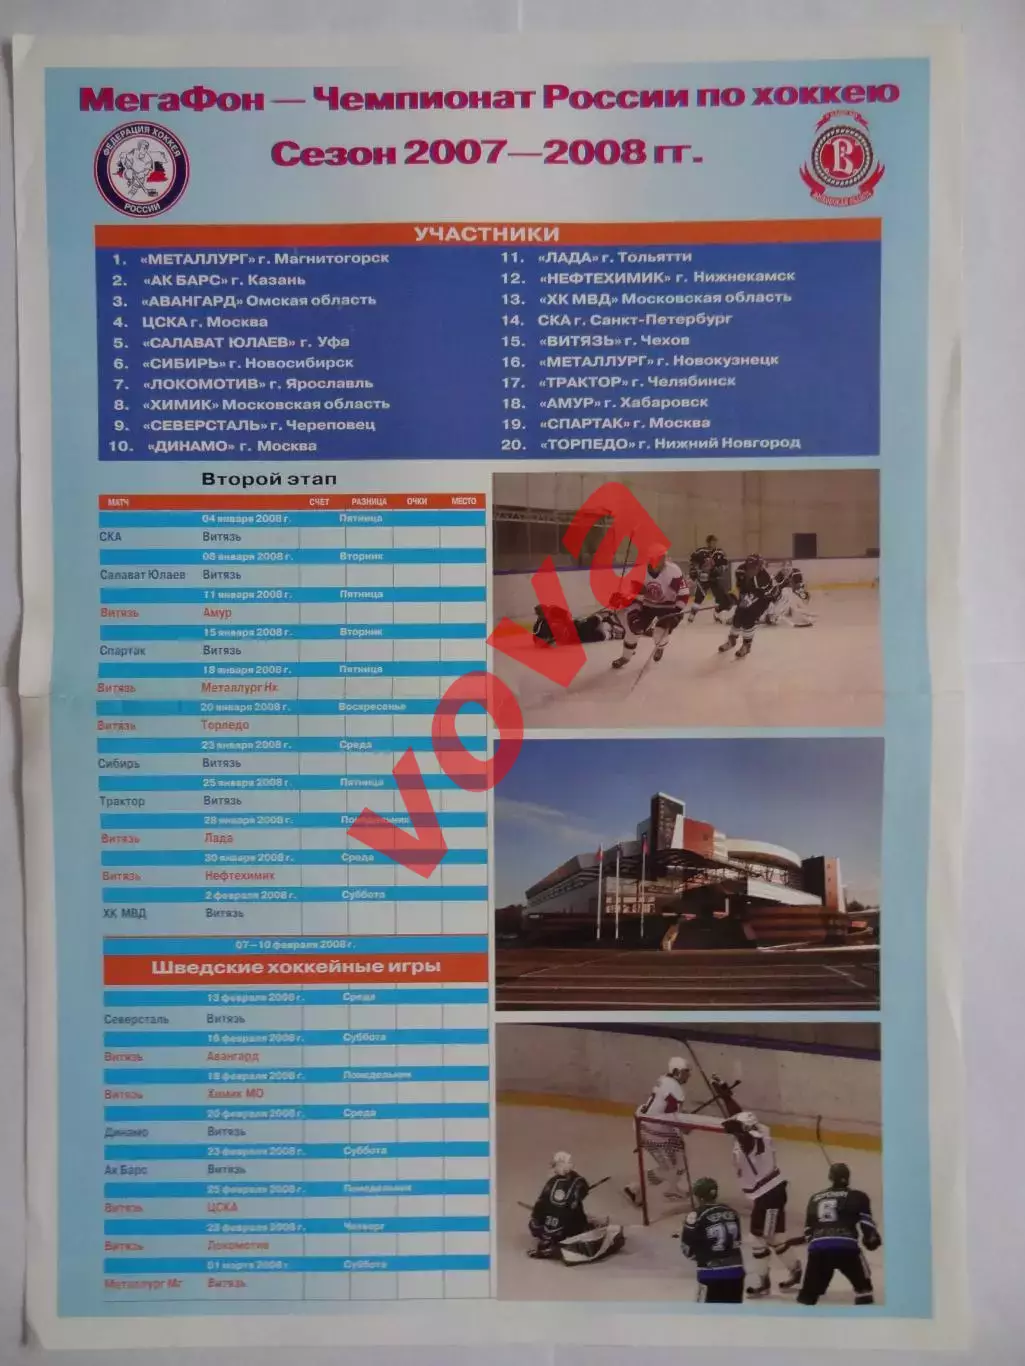 МегаФон — Чемпионат России по хоккею
Сезон 2007—2008 гг.
ФЕДЕРАЦИЯ ХОККЕЯ
РОССИИ
В
УЧАСТНИКИ
1. «МЕТАЛЛУРГ» г. Магнитогорск
2. «АК БАРС» г. Казань
3. «АВАНГАРД» Омская область
4. ЦСКА г. Москва
5. «САЛАВАТ ЮЛАЕВ» г. Уфа
6. «СИБИРЬ» г. Новосибирск
7. «ЛОКОМОТИВ» г. Ярославль
8. «ХИМИК» Московская область
9. «СЕВЕРСТАЛЬ» г. Череповец
10. «ДИНАМО» г. Москва
11. «ЛАДА» г. Тольятти
12. «НЕФТЕХИМИК» г. Нижнекамск
13. «ХК МВД» Московская область
14. СКА г. Санкт-Петербург
15. «ВИТЯЗЬ» г. Чехов
16. «МЕТАЛЛУРГ» г. Новокузнецк
17. «ТРАКТОР» г. Челябинск
18. «АМУР» г. Хабаровск
19. «СПАРТАК» г. Москва
20. «ТОРПЕДО» г. Нижний Новгород
Второй этап
МАТЧ СЧЕТ РАЗНИЦА ОЧКИ МЕСТО
04 января 2008 г. Пятница
СКА Витязь
08 января 2008 г. Вторник
Салават Юлаев Витязь
11 января 2008 г. Пятница
Витязь Амур
15 января 2008 г. Вторник
Спартак Витязь
18 января 2008 г. Пятница
Витязь Металлург Нк
20 января 2008 г. Воскресенье
Витязь Торпедо
23 января 2008 г. Среда
Сибирь Витязь
25 января 2008 г. Пятница
Трактор Витязь
28 января 2008 г. Понедельник
Витязь Лада
30 января 2008 г. Среда
Витязь Нефтехимик
2 февраля 2008 г. Суббота
ХК МВД Витязь
07—10 февраля 2008 г.
Шведские хоккейные игры
13 февраля 2008 г. Среда
Северсталь Витязь
16 февраля 2008 г. Суббота
Витязь Авангард
18 февраля 2008 г. Понедельник
Витязь Химик МО
20 февраля 2008 г. Среда
Динамо Витязь
23 февраля 2008 г. Суббота
Ак Барс Витязь
25 февраля 2008 г. Понедельник
Витязь ЦСКА
28 февраля 2008 г. Четверг
Витязь Локомотив
01 марта 2008 г. Суббота
Металлург Мг Витязь
30
77
6
vova